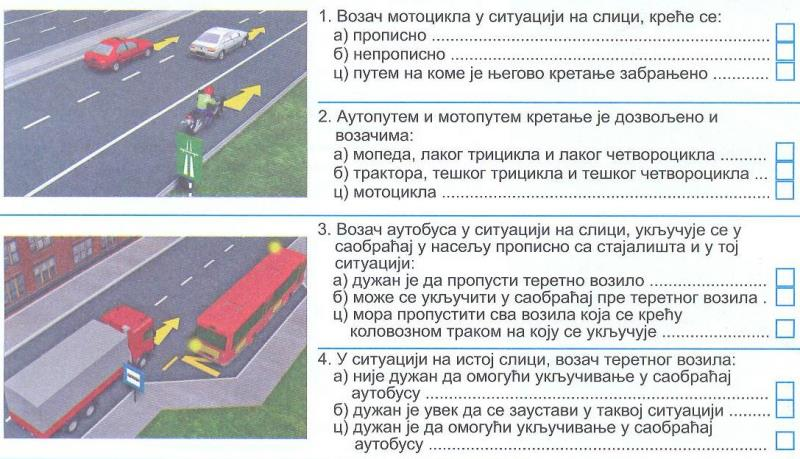 1. Возач мотоцикла у ситуацији на слици, креће се:
а) прописно ..........................................................................
б) непрописно ......................................................................
ц) путем на коме је његово кретање забрањено ............
2. Аутопутем и мотопутем кретање је дозвољено и
возачима:
а) мопеда, лаког трицикла и лаког четвороцикла ..........
б) трактора, тешког трицикла и тешког четвороцикла ...
ц) мотоцикла ........................................................................
3. Возач аутобуса у ситуацији на слици, укључује се у
саобраћај у насељу прописно са стајалишта и у тој
ситуацији:
а) дужан је да пропусти теретно возило ..........................
б) може се укључити у саобраћај пре теретног возила .
ц) мора пропустити сва возила која се крећу
коловозном траком на коју се укључује .......................
4. У ситуацији на истој слици, возач теретног возила:
а) није дужан да омогући укључивање у саобраћај
аутобусу ..........................................................................
б) дужан је увек да се заустави у таквој ситуацији .........
ц) дужан је да омогући укључивање у саобраћај
аутобусу ..........................................................................